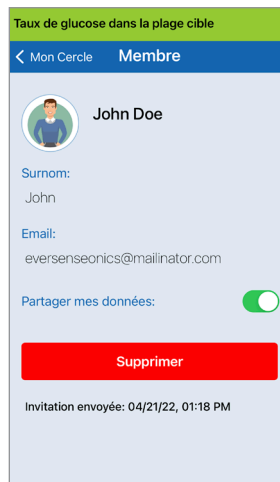 Taux de glucose dans la plage cible
Mon Cercle Membre
John Doe
Surnom:
John
Email:
eversenseonics@mailinator.com
Partager mes données:
Supprimer
Invitation envoyée: 04/21/22, 01:18 PM